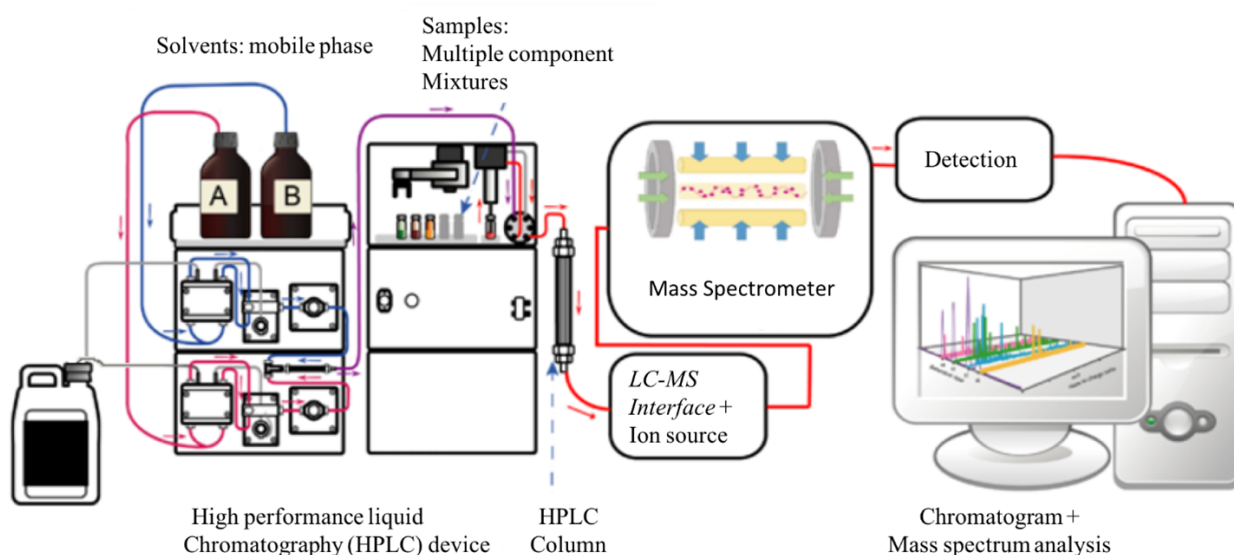 Solvents: mobile phase
Samples:
Multiple component
Mixtures
A
B
Mass Spectrometer
Detection
LC-MS
Interface +
Ion source
High performance liquid
Chromatography (HPLC) device
HPLC
Column
Chromatogram +
Mass spectrum analysis